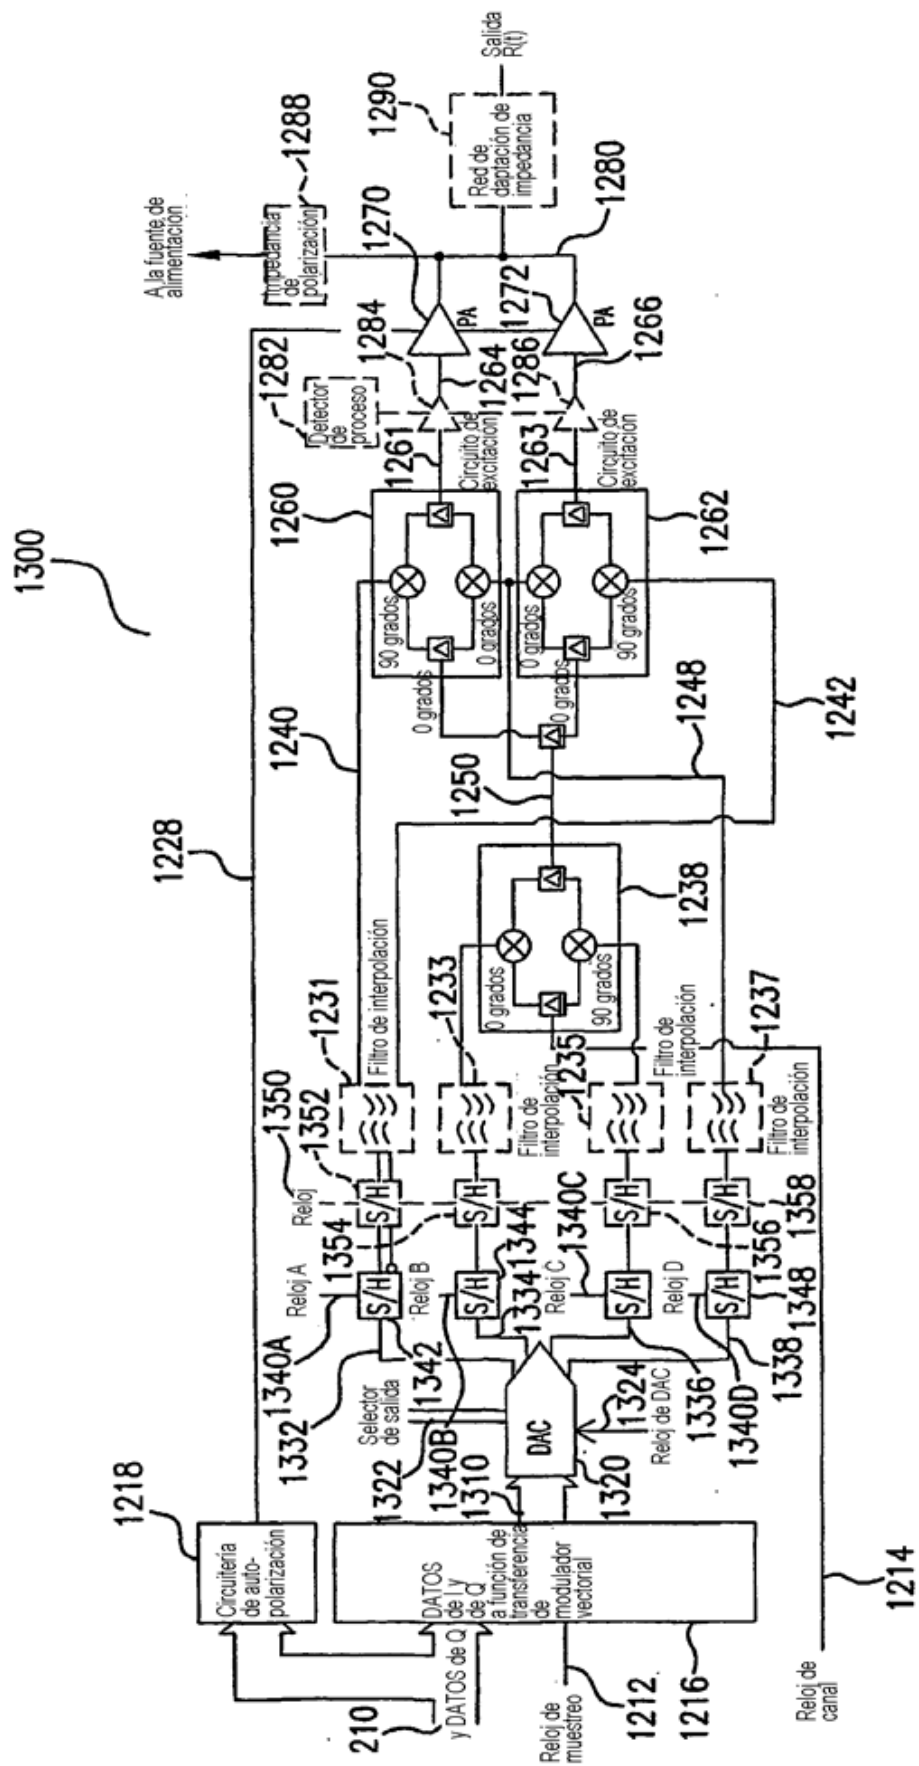 1300
A la fuente de
alimentación
1288
Impedancia
de
polarización
1290
Red de
daptación de
impedancia
Salida
R(t)
1280
1270
PA
1272
PA
1282
Detector
de
proceso
1284
1264
1286
1266
1261
Circuito de
excitación
1263
Circuito de
excitación
1260
90 grados
0 grados
1262
0 grados
90 grados
0 grados
0 grados
1240
1228
1250
1248
1242
1238
0 grados
90 grados
1231
Filtro de interpolación
1233
Filtro de
interpolación
1235
Filtro de
interpolación
1237
Filtro de
interpolación
1350
1352
Reloj
1354
S/H
S/H
S/H
S/H
1356
1358
Reloj A
1340A
S/H
1342
1332
Reloj B
1340B
S/H
1344
1334
Reloj C
1340C
S/H
1336
Reloj D
1340D
S/H
1348
1338
Selector
de salida
1322
DAC
1320
1324
Reloj de DAC
1310
1218
Circuitería
de auto-
polarización
DATOS
de I y
de Q
a función de
transferencia
de
modulador
vectorial
1216
210
y DATOS de Q
Reloj de
muestreo
1212
Reloj de
canal
1214